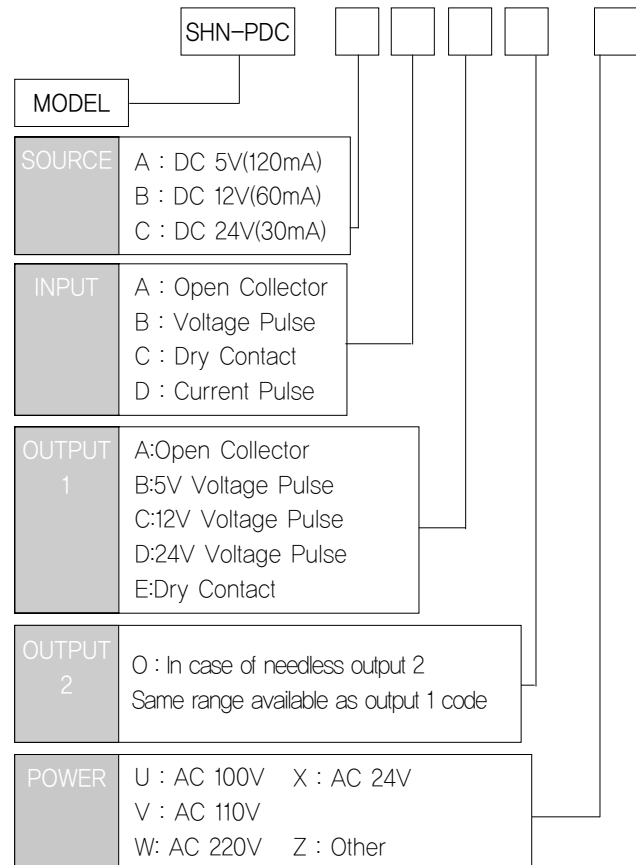 SHN-PDC
MODEL
SOURCE
A : DC 5V(120mA)
B : DC 12V(60mA)
C : DC 24V(30mA)
INPUT
A : Open Collector
B : Voltage Pulse
C : Dry Contact
D : Current Pulse
OUTPUT
1
A:Open Collector
B:5V Voltage Pulse
C:12V Voltage Pulse
D:24V Voltage Pulse
E:Dry Contact
OUTPUT
2
O : In case of needless output 2
Same range available as output 1 code
POWER
U : AC 100V X : AC 24V
V : AC 110V
W: AC 220V Z : Other